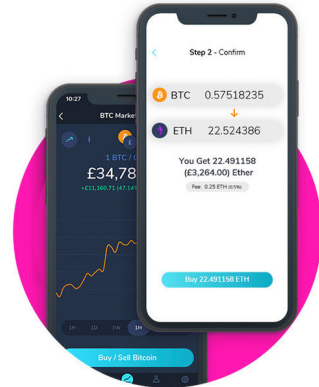 Step 2 - Confirm
BTC 0.57518235
ETH 22.524386
You Get 22.491158
(£3,264.00) Ether
Fee: 0.25 ETH (0.5%)
Buy 22.491158 ETH
10:27
BTC Market
1 BTC /
£34,78
+£11,160.71 (47.14%
1H 1D 1W 1M
Buy / Sell Bitcoin